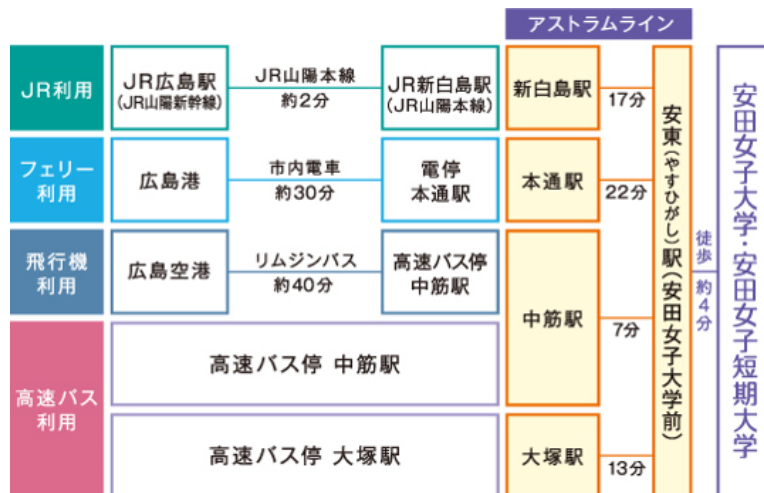 アストラムライン
JR利用
JR広島駅
(JR山陽新幹線)
JR山陽本線
約2分
JR新白島駅
(JR山陽本線)
新白島駅
17分
フェリー
利用
広島港
市内電車
約30分
電停
本通駅
本通駅
22分
飛行機
利用
広島空港
リムジンバス
約40分
高速バス停
中筋駅
中筋駅
7分
高速バス
利用
高速バス停 中筋駅
高速バス停 大塚駅
大塚駅
13分
安東(やすひがし)駅(安田女子大学前)
徒歩 約4分
安田女子大学・安田女子短期大学